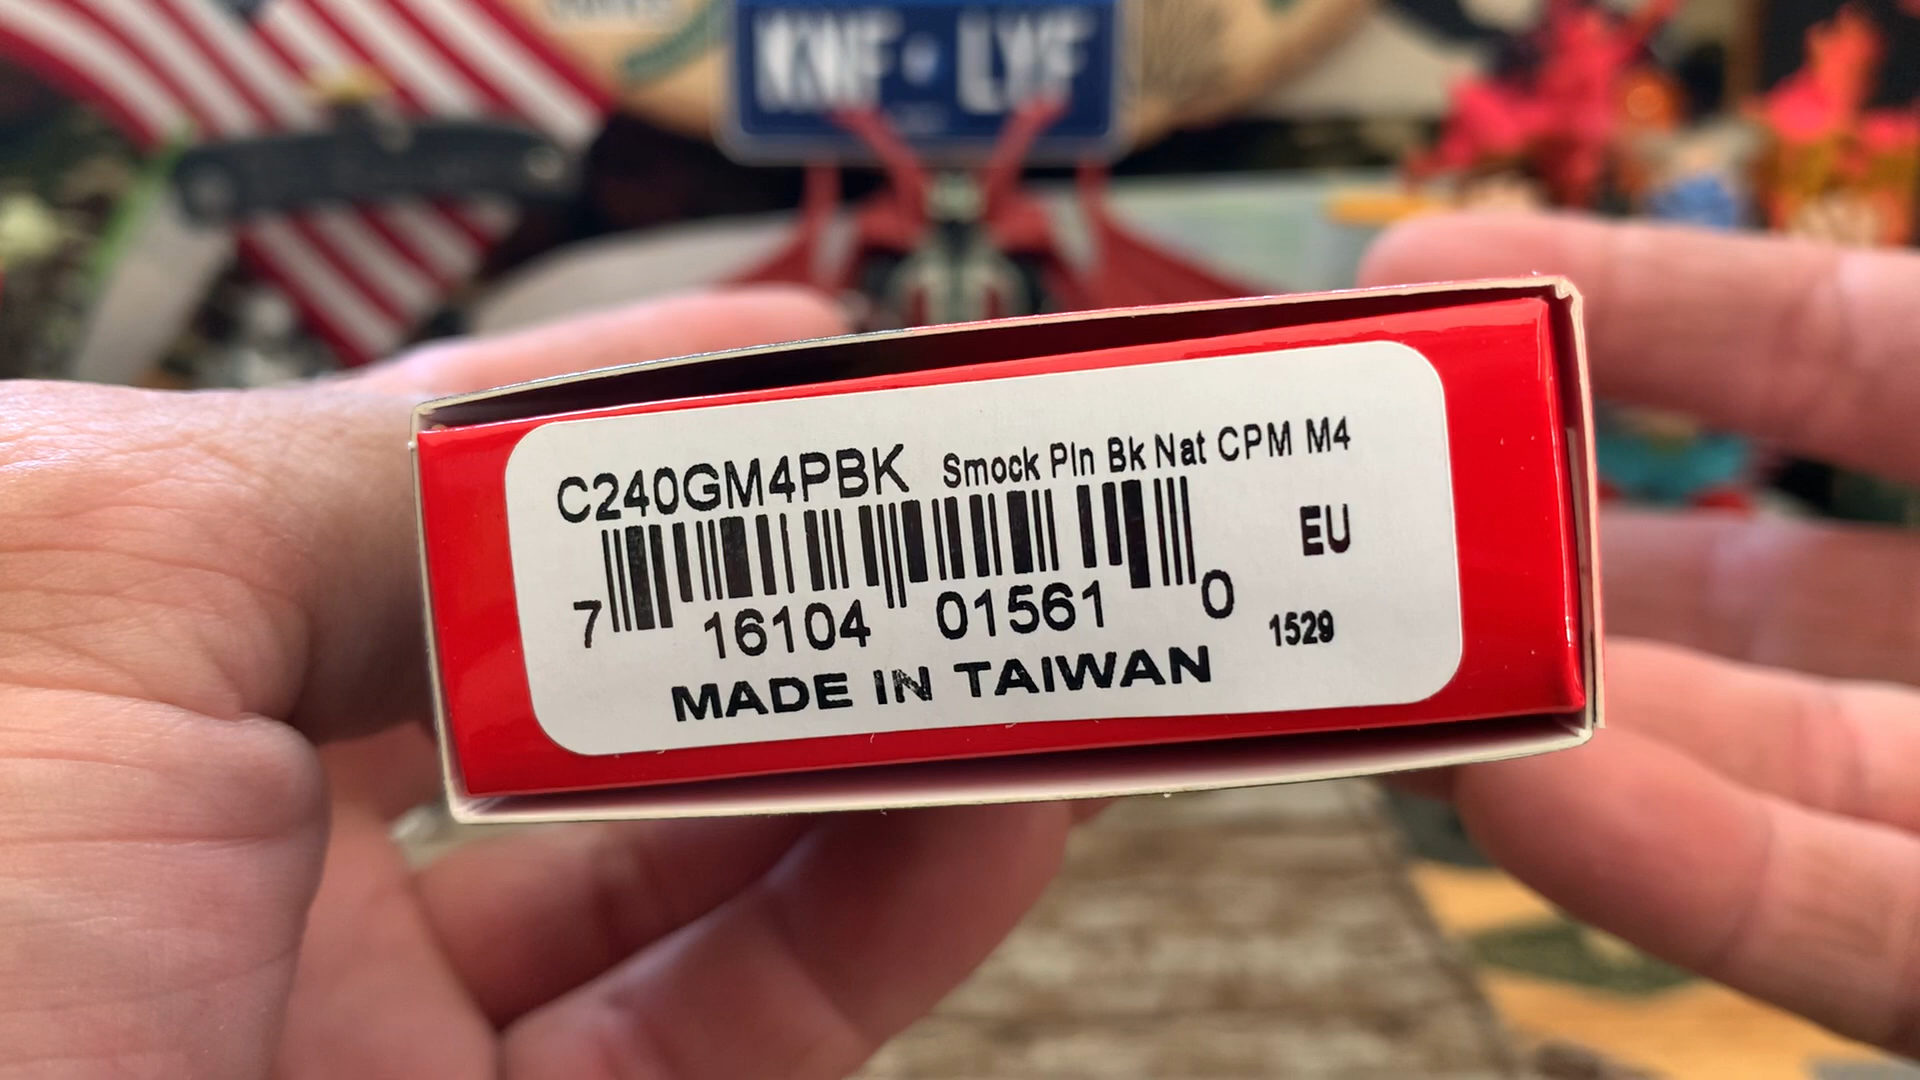 KNF LYF
C240GM4PBK Smock Pln Bk Nat CPM M4
EU
7 16104 01561 0
1529
MADE IN TAIWAN